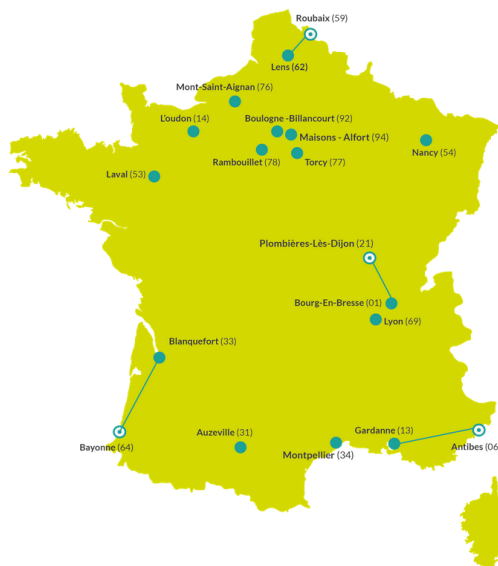 Roubaix (59)
Lens (62)
Mont-Saint-Aignan (76)
L'oudon (14)
Boulogne -Billancourt (92)
Maisons - Alfort (94)
Nancy (54)
Rambouillet (78)
Torcy (77)
Laval (53)
Plombières-Lès-Dijon (21)
Bourg-En-Bresse (01)
Lyon (69)
Blanquefort (33)
Auzeville (31)
Gardanne (13)
Bayonne (64)
Montpellier (34)
Antibes (06